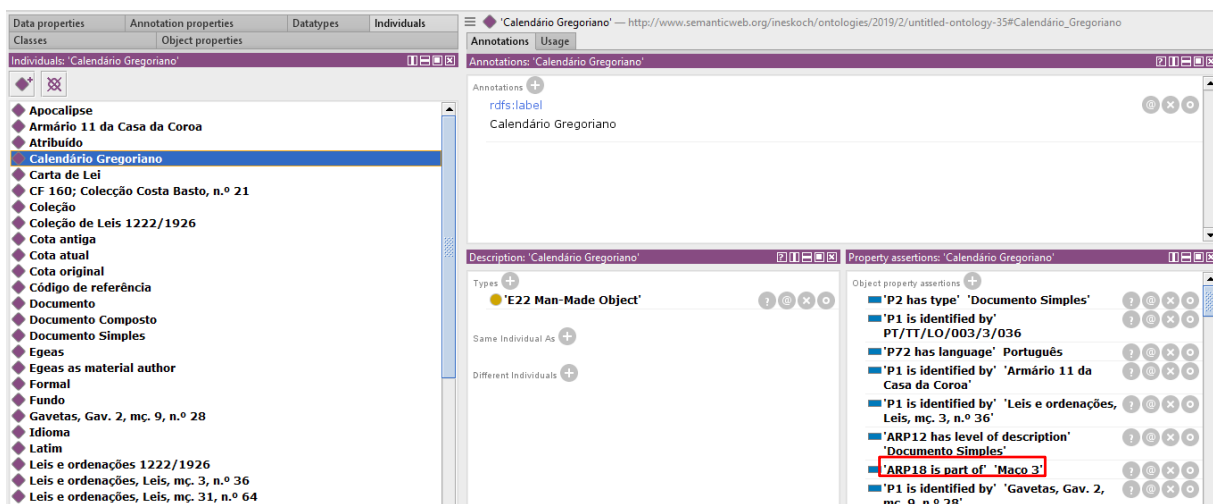 Data properties
Annotation properties
Datatypes
Individuals
Classes
Object properties
Individuals: 'Calendário Gregoriano'
Apocalipse
Armário 11 da Casa da Coroa
Atribuído
Calendário Gregoriano
Carta de Lei
CF 160; Colecção Costa Basto, n.º 21
Coleção
Coleção de Leis 1222/1926
Cota antiga
Cota atual
Cota original
Código de referência
Documento
Documento Composto
Documento Simples
Egeas
Egeas as material author
Formal
Fundo
Gavetas, Gav. 2, mç. 9, n.º 28
Idioma
Latim
Leis e ordenações 1222/1926
Leis e ordenações, Leis, mç. 3, n.º 36
Leis e ordenações, Leis, mç. 31, n.º 64
'Calendário Gregoriano' — http://www.semanticweb.org/ineskoch/ontologies/2019/2/untitled-ontology-35#Calendário_Gregoriano
Annotations Usage
Annotations: 'Calendário Gregoriano'
Annotations
rdfs:label
Calendário Gregoriano
Description: 'Calendário Gregoriano'
Types
'E22 Man-Made Object'
Same Individual As
Different Individuals
Property assertions: 'Calendário Gregoriano'
Object property assertions
'P2 has type' 'Documento Simples'
'P1 is identified by'
PT/TT/LO/003/3/036
'P72 has language' Português
'P1 is identified by' 'Armário 11 da
Casa da Coroa'
'P1 is identified by' 'Leis e ordenações,
Leis, mç. 3, n.º 36'
'ARP12 has level of description'
'Documento Simples'
'ARP18 is part of' 'Maco 3'
'P1 is identified by' 'Gavetas, Gav. 2,
mç. 9, n.º 28'